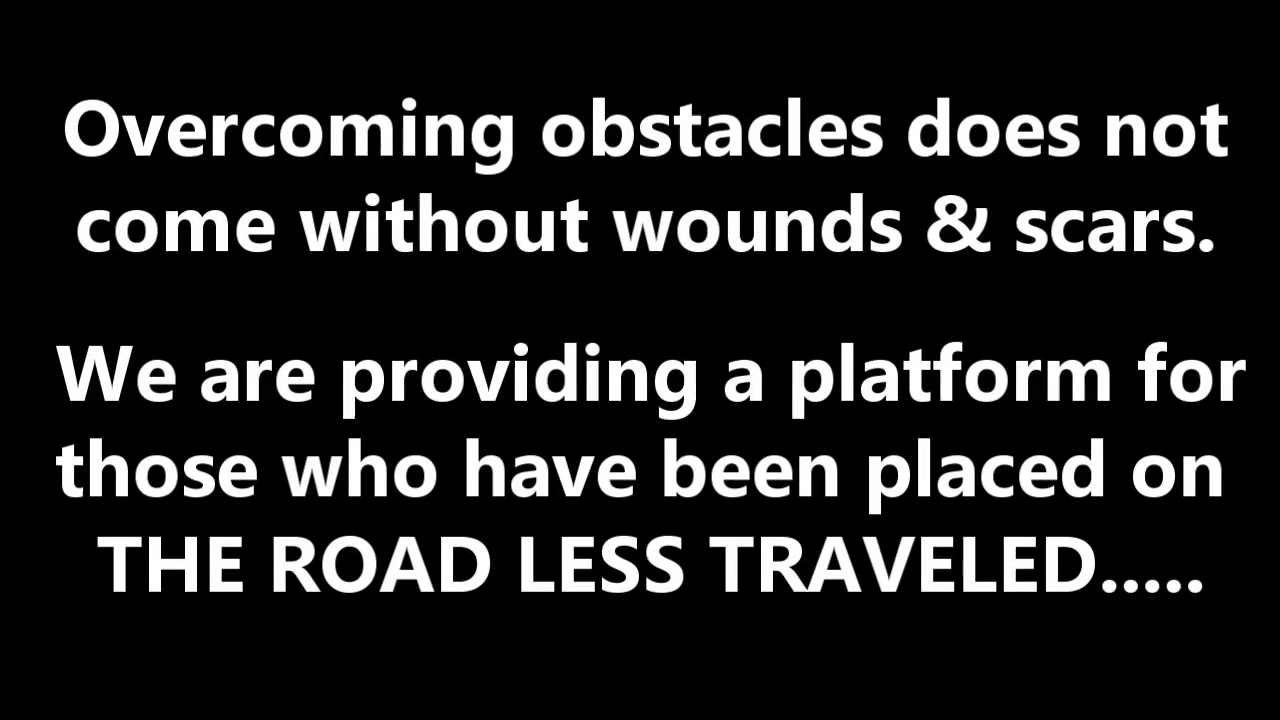 Overcoming obstacles does not
come without wounds & scars.
We are providing a platform for
those who have been placed on
THE ROAD LESS TRAVELED.....